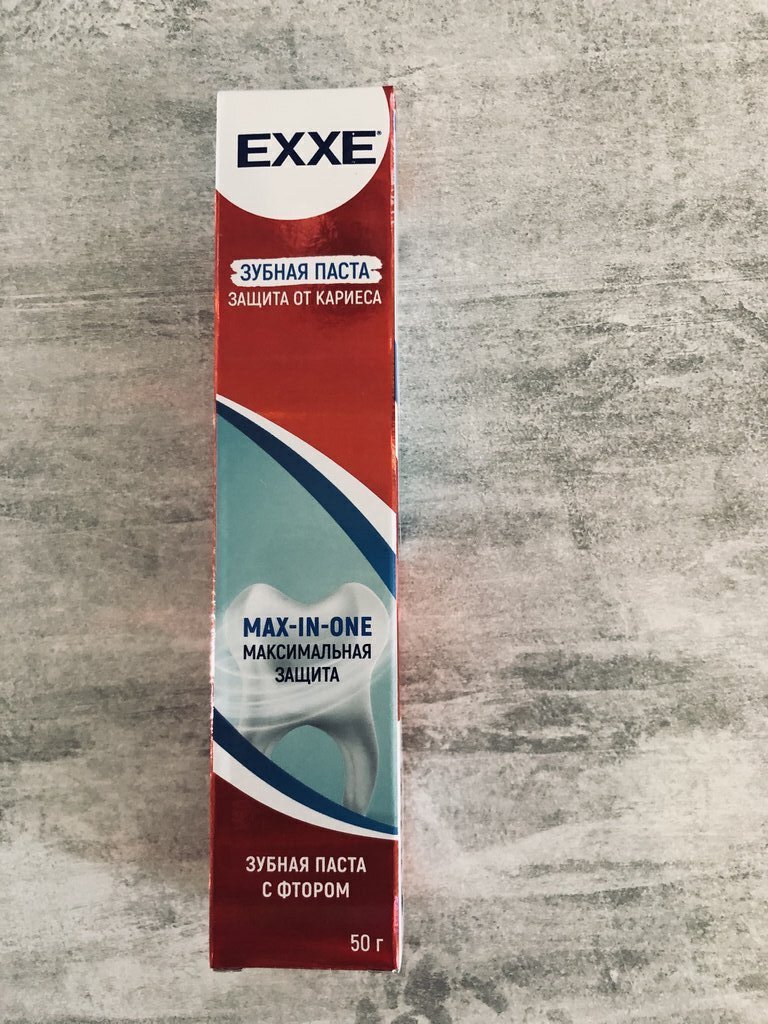 EXXE®
ЗУБНАЯ ПАСТА
ЗАЩИТА ОТ КАРИЕСА
MAX-IN-ONE
МАКСИМАЛЬНАЯ
ЗАЩИТА
ЗУБНАЯ ПАСТА
С ФТОРОМ
50 г